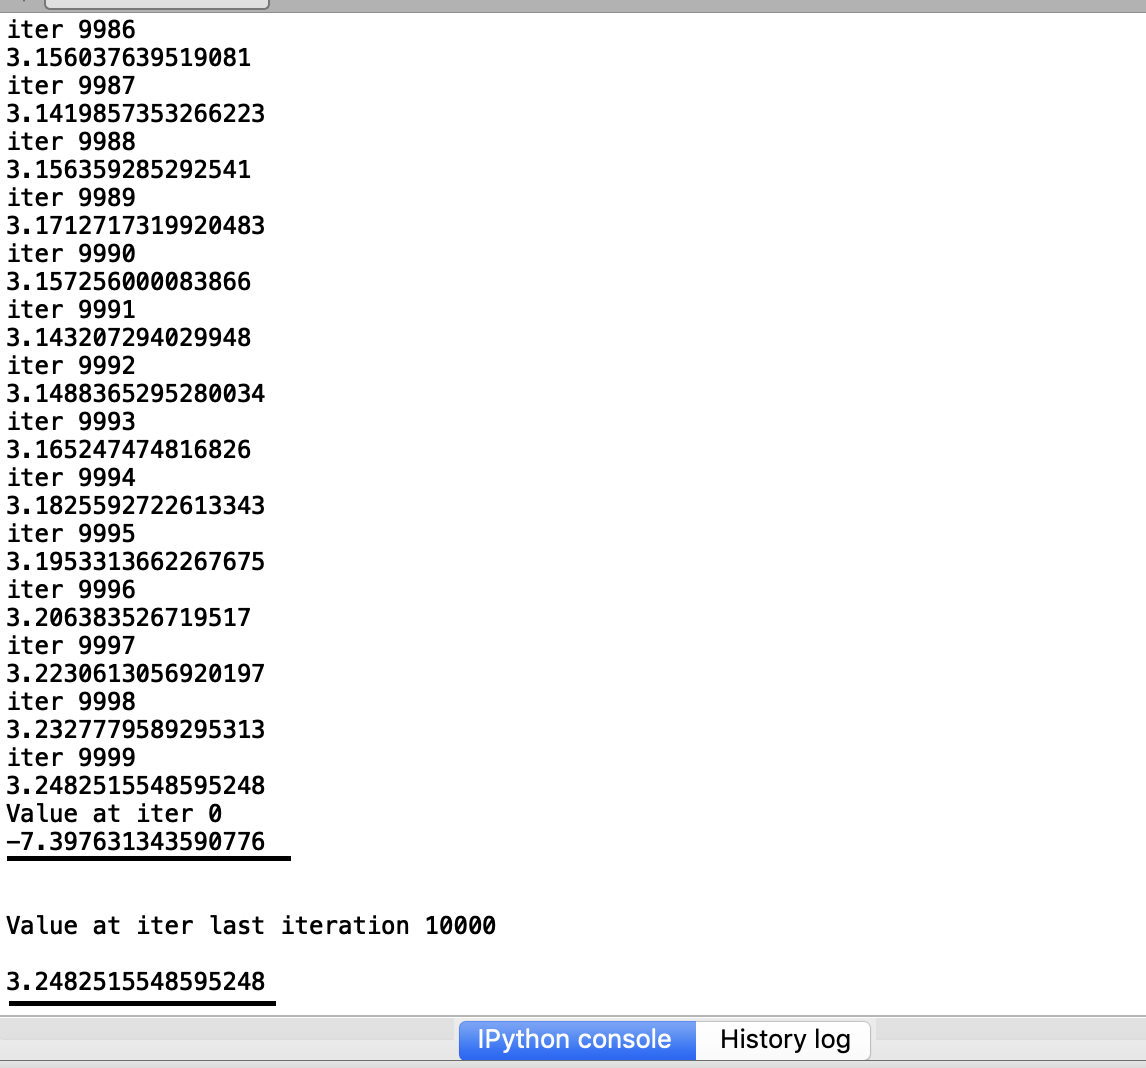 iter 9986
3.156037639519081
iter 9987
3.1419857353266223
iter 9988
3.156359285292541
iter 9989
3.1712717319920483
iter 9990
3.157256000083866
iter 9991
3.143207294029948
iter 9992
3.1488365295280034
iter 9993
3.165247474816826
iter 9994
3.1825592722613343
iter 9995
3.1953313662267675
iter 9996
3.206383526719517
iter 9997
3.2230613056920197
iter 9998
3.2327779589295313
iter 9999
3.2482515548595248
Value at iter 0
-7.397631343590776
Value at iter last iteration 10000
3.2482515548595248
IPython console
History log